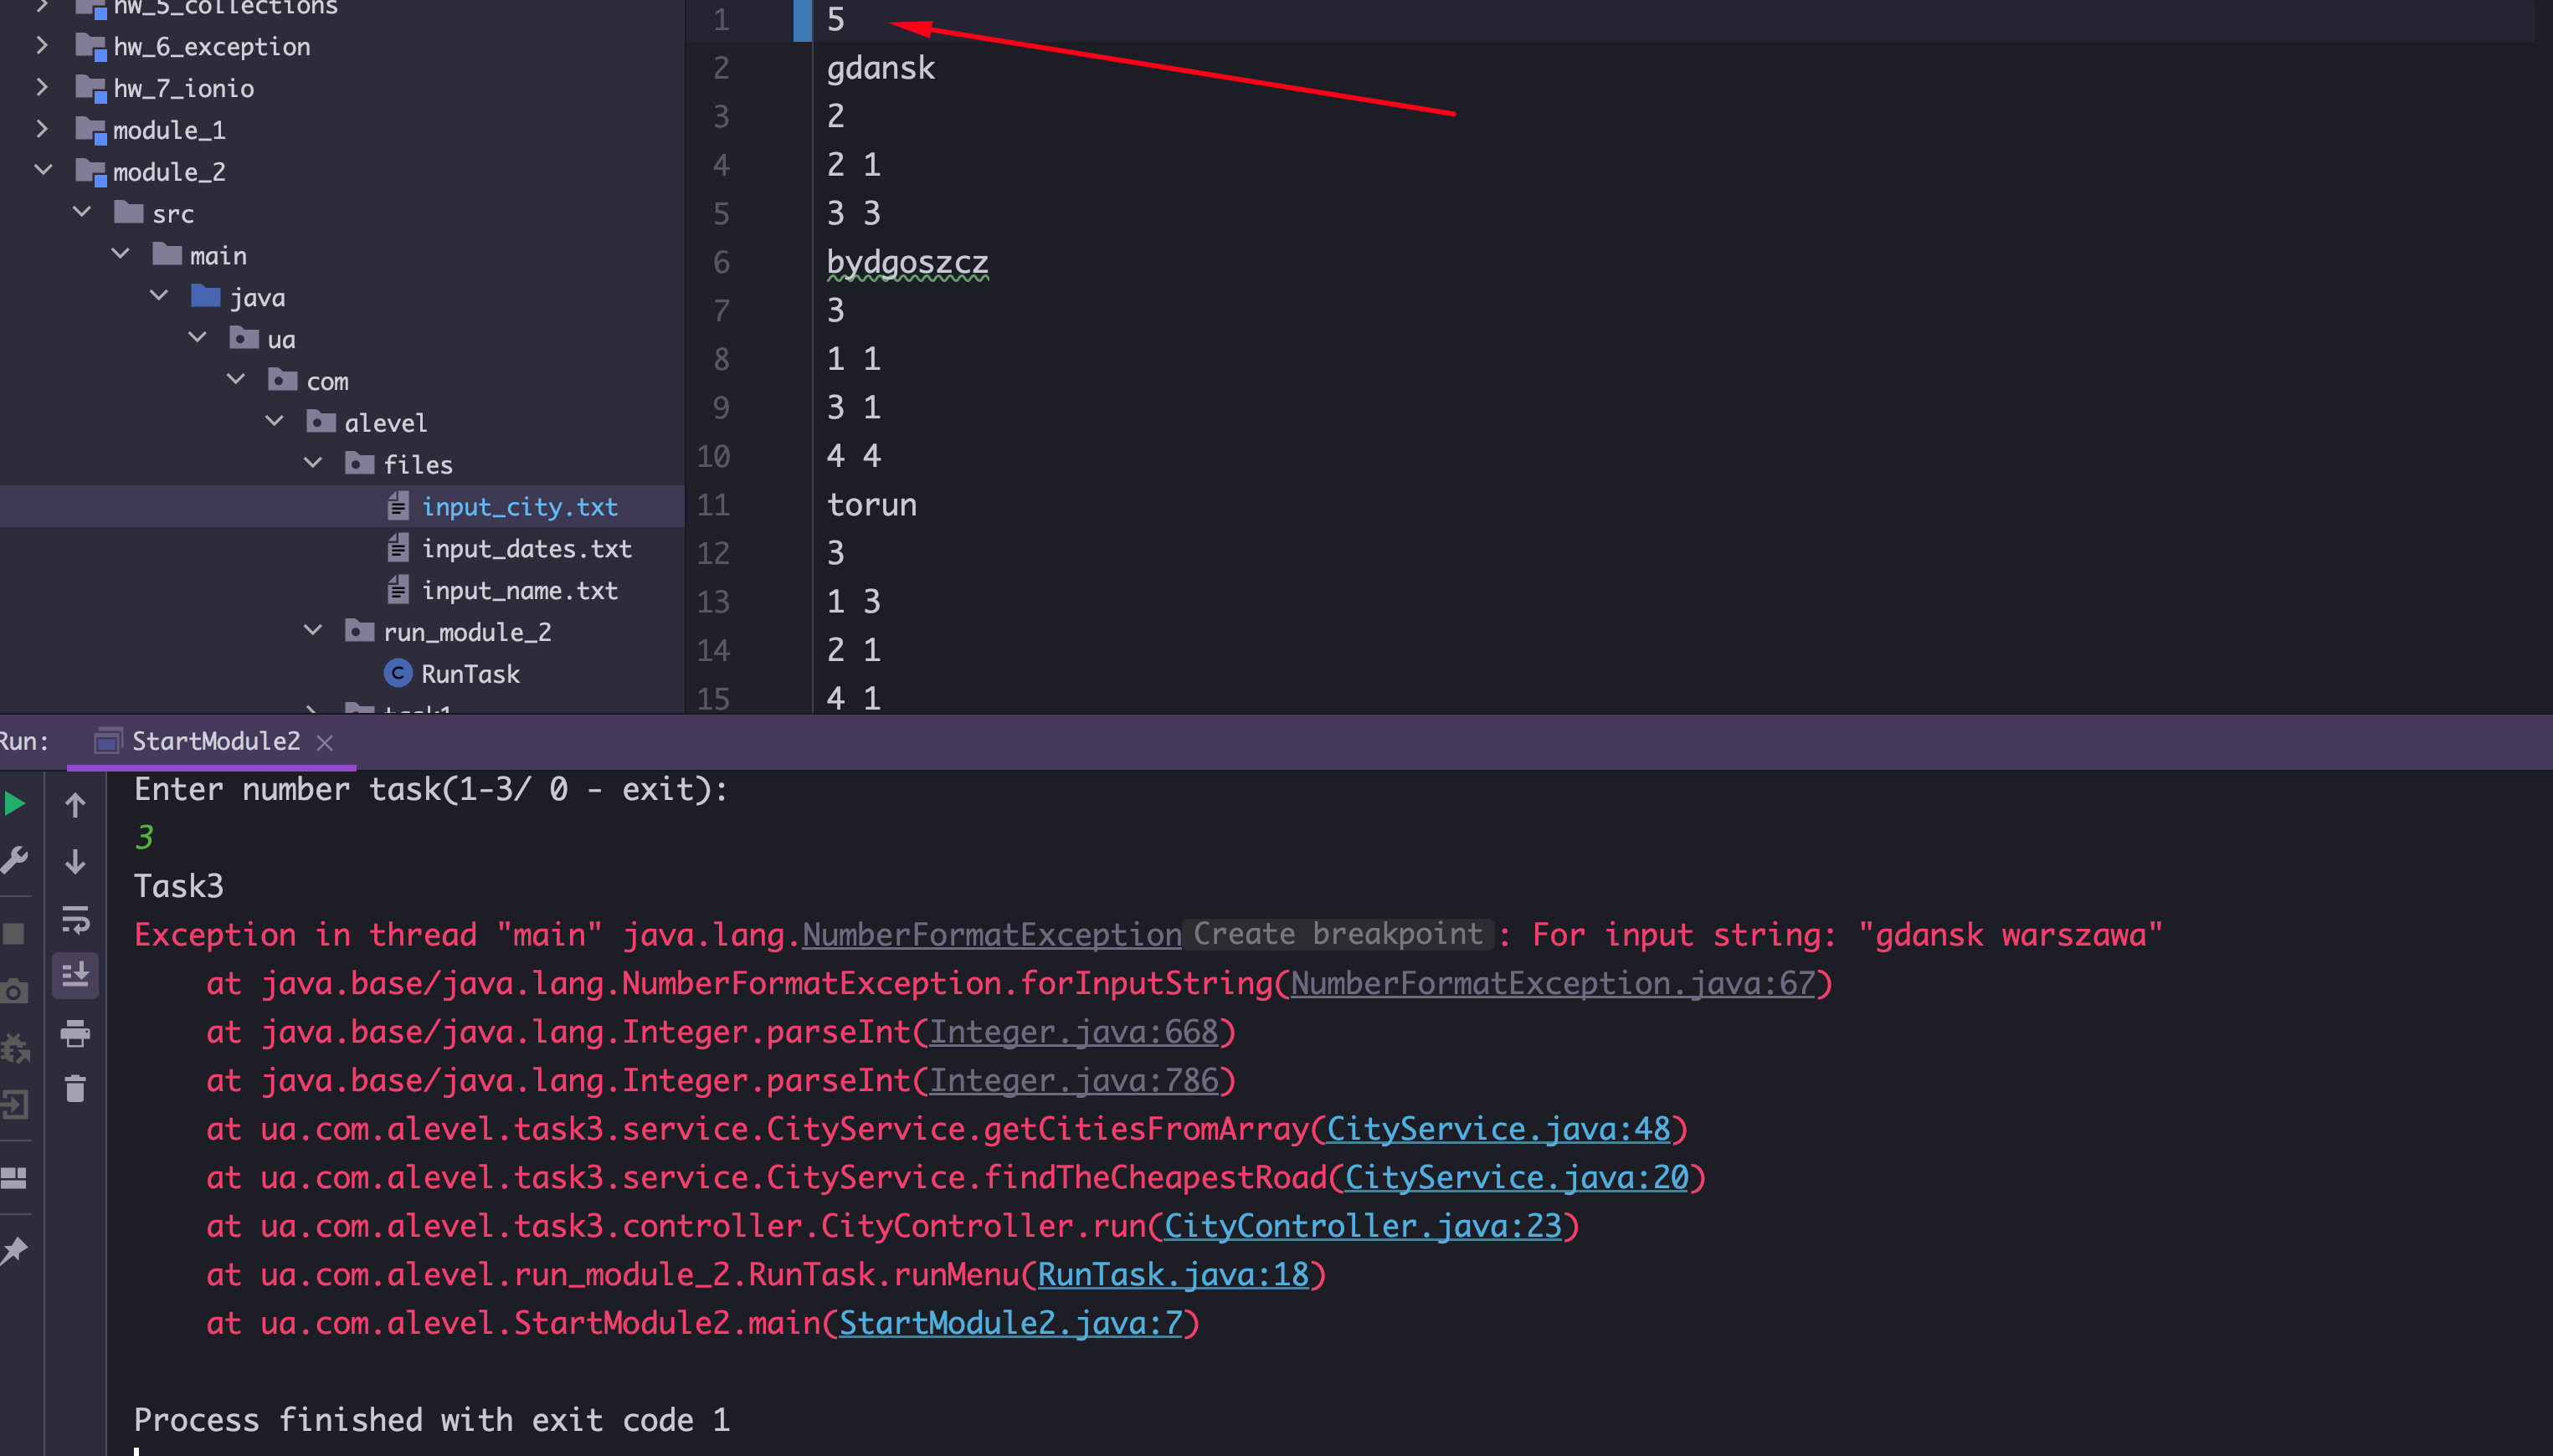 hw_5_collections
hw_6_exception
hw_7_ionio
module_1
module_2
src
main
java
ua
com
alevel
files
input_city.txt
input_dates.txt
input_name.txt
run_module_2
RunTask
task1
1 5
2 gdansk
3 2
4 2 1
5 3 3
6 bydgoszcz
7 3
8 1 1
9 3 1
10 4 4
11 torun
12 3
13 1 3
14 2 1
15 4 1
Run: StartModule2
Enter number task(1-3/ 0 - exit):
3
Task3
Exception in thread "main" java.lang.NumberFormatException Create breakpoint : For input string: "gdansk warszawa"
at java.base/java.lang.NumberFormatException.forInputString(NumberFormatException.java:67)
at java.base/java.lang.Integer.parseInt(Integer.java:668)
at java.base/java.lang.Integer.parseInt(Integer.java:786)
at ua.com.alevel.task3.service.CityService.getCitiesFromArray(CityService.java:48)
at ua.com.alevel.task3.service.CityService.findTheCheapestRoad(CityService.java:20)
at ua.com.alevel.task3.controller.CityController.run(CityController.java:23)
at ua.com.alevel.run_module_2.RunTask.runMenu(RunTask.java:18)
at ua.com.alevel.StartModule2.main(StartModule2.java:7)
Process finished with exit code 1